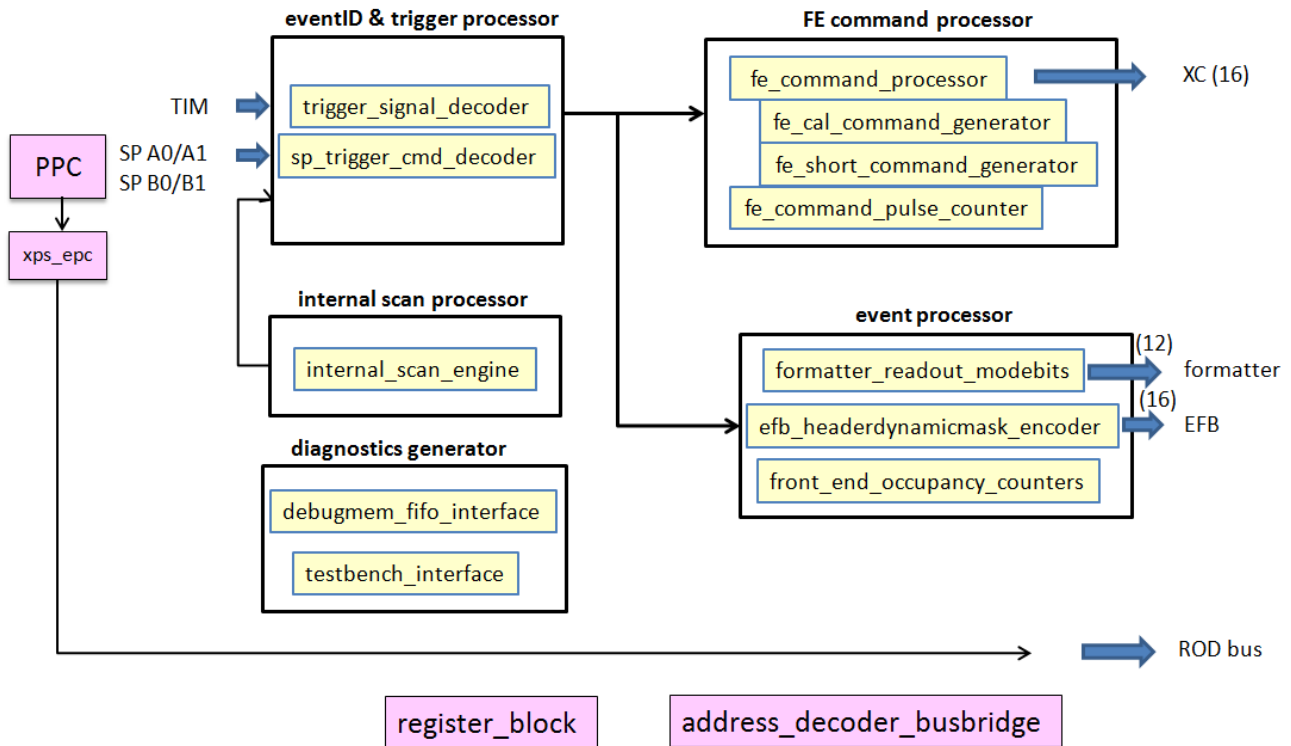 eventID & trigger processor
FE command processor
TIM
SP A0/A1
SP B0/B1
trigger_signal_decoder
sp_trigger_cmd_decoder
fe_command_processor
fe_cal_command_generator
fe_short_command_generator
fe_command_pulse_counter
XC (16)
PPC
xps_epc
internal scan processor
internal_scan_engine
event processor
formatter_readout_modebits
efb_headerdynamicmask_encoder
front_end_occupancy_counters
(12)
formatter
(16)
EFB
diagnostics generator
debugmem_fifo_interface
testbench_interface
ROD bus
register_block
address_decoder_busbridge